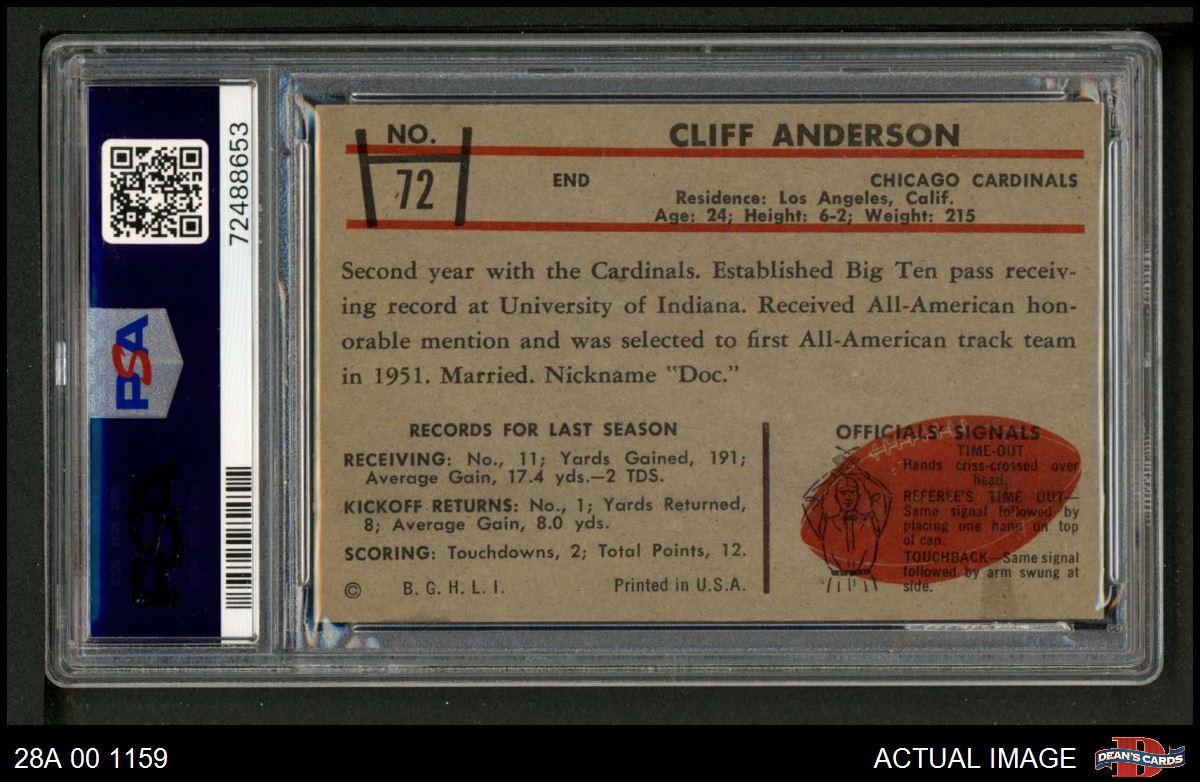 72488653
PSA
PSA
NO.
72
CLIFF ANDERSON
END
CHICAGO CARDINALS
Residence: Los Angeles, Calif.
Age: 24; Height: 6-2; Weight: 215
Second year with the Cardinals. Established Big Ten pass receiv-
ing record at University of Indiana. Received All-American hon-
orable mention and was selected to first All-American track team
in 1951. Married. Nickname "Doc."
RECORDS FOR LAST SEASON
RECEIVING: No., 11; Yards Gained, 191;
Average Gain, 17.4 yds.—2 TDS.
KICKOFF RETURNS: No., 1; Yards Returned,
8; Average Gain, 8.0 yds.
SCORING: Touchdowns, 2; Total Points, 12.
© B. G. H. L. I.
Printed in U.S.A.
OFFICIALS' SIGNALS
TIME-OUT
Hands criss-crossed over
head.
REFEREE'S TIME OUT—
Same signal followed by
placing one hand on top
of cap.
TOUCHBACK—Same signal
followed by arm swung at
side.
28A 00 1159
ACTUAL IMAGE
D
DEAN'S CARDS